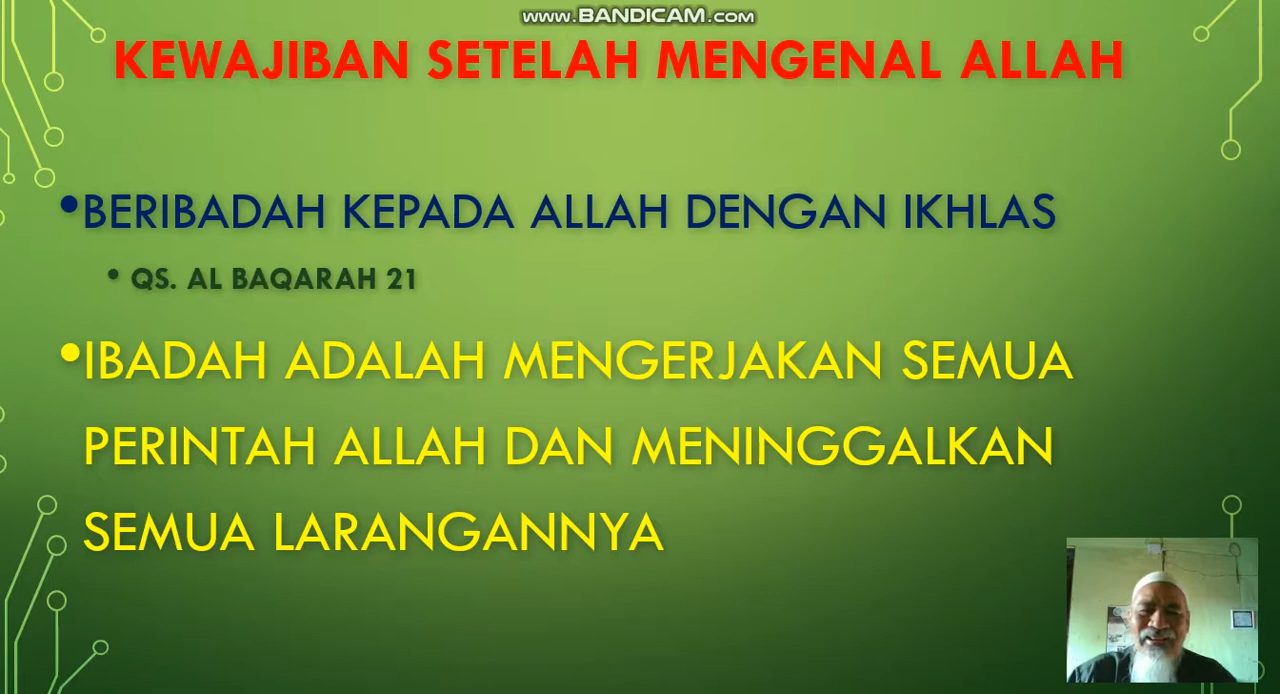 www.BANDICAM.com
KEWAJIBAN SETELAH MENGENAL ALLAH
•BERIBADAH KEPADA ALLAH DENGAN IKHLAS
• QS. AL BAQARAH 21
•IBADAH ADALAH MENGERJAKAN SEMUA
PERINTAH ALLAH DAN MENINGGALKAN
SEMUA LARANGANNYA